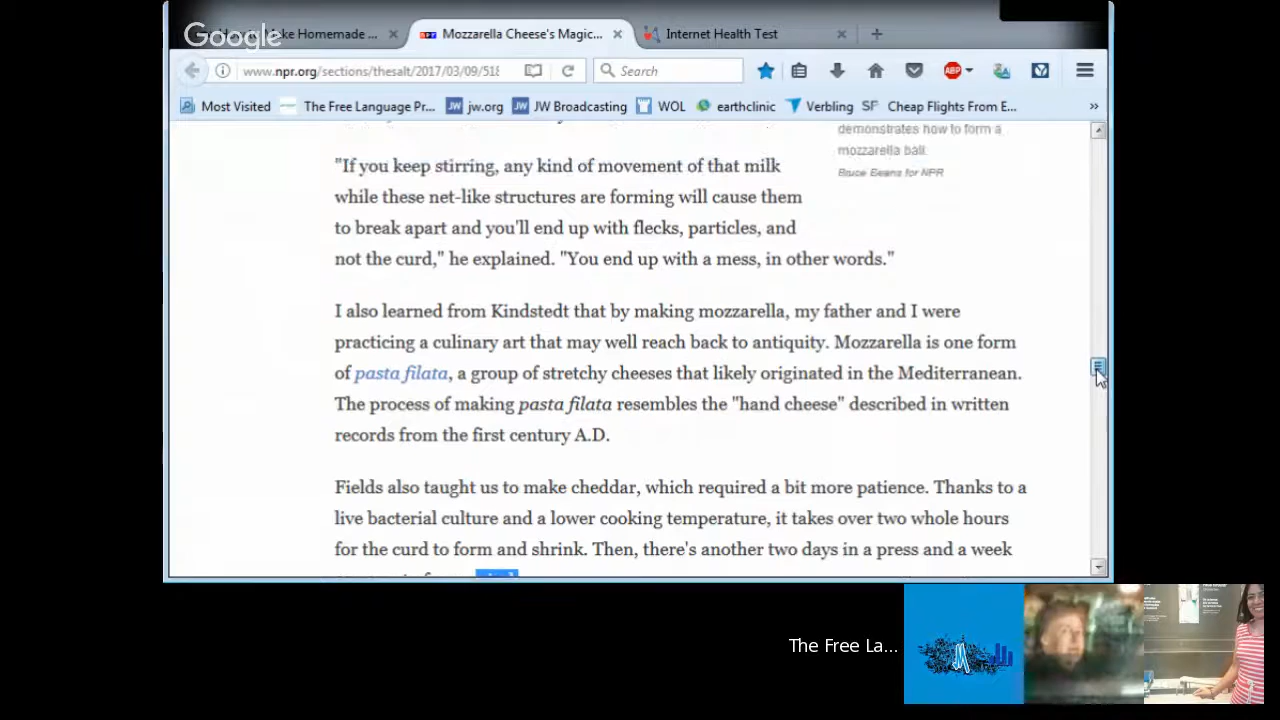 Google
ke Homemade ...
Mozzarella Cheese's Magic...
Internet Health Test
www.npr.org/sections/thesalt/2017/03/09/518
Search
ABP
Most Visited
The Free Language Pr...
JW jw.org
JW JW Broadcasting
WOL
earthclinic
Verbling
SF Cheap Flights From E...
»
demonstrates how to form a
mozzarella ball.
Bruce Beans for NPR
"If you keep stirring, any kind of movement of that milk
while these net-like structures are forming will cause them
to break apart and you'll end up with flecks, particles, and
not the curd," he explained. "You end up with a mess, in other words."
I also learned from Kindstedt that by making mozzarella, my father and I were
practicing a culinary art that may well reach back to antiquity. Mozzarella is one form
of pasta filata, a group of stretchy cheeses that likely originated in the Mediterranean.
The process of making pasta filata resembles the "hand cheese" described in written
records from the first century A.D.
Fields also taught us to make cheddar, which required a bit more patience. Thanks to a
live bacterial culture and a lower cooking temperature, it takes over two whole hours
for the curd to form and shrink. Then, there's another two days in a press and a week
The Free La...